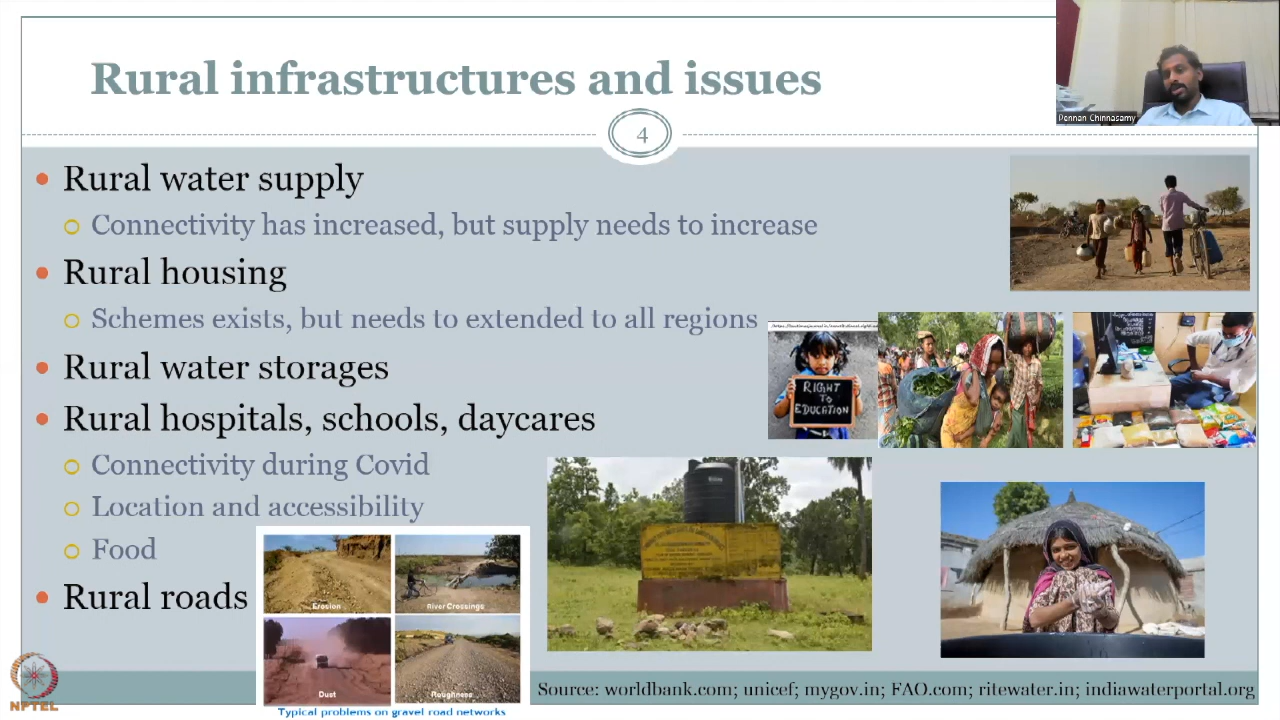 Rural infrastructures and issues
4
Pennan Chinnasamy
Rural water supply
Connectivity has increased, but supply needs to increase
Rural housing
Schemes exists, but needs to extended to all regions
Rural water storages
Rural hospitals, schools, daycares
Connectivity during Covid
Location and accessibility
Food
Rural roads
RIGHT
TO
EDUCATION
Erosion
River Crossings
Dust
Roughness
Typical problems on gravel road networks
Source: worldbank.com; unicef; mygov.in; FAO.com; ritewater.in; indiawaterportal.org
NPTEL